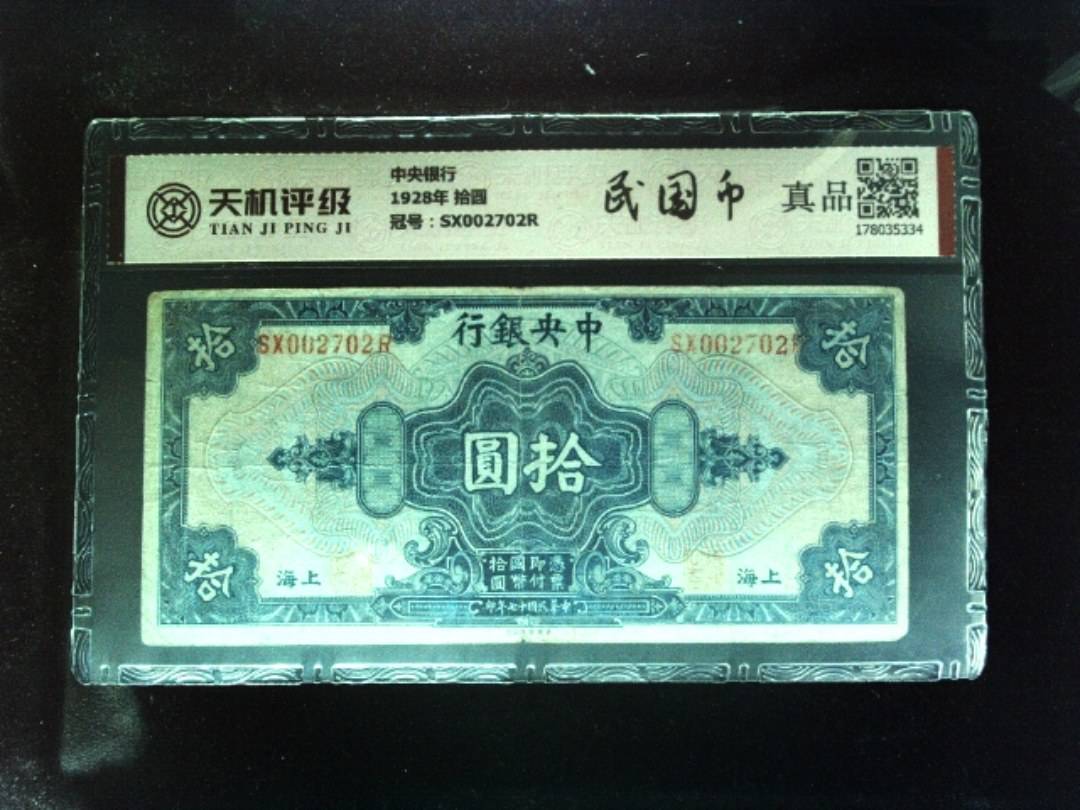 天机评级
TIAN JI PING JI
中央银行
1928年 拾圆
冠号：SX002702R
民国币
真品
178035334
行銀央中
拾
SX002702R
SX002702
拾
圓拾
拾國即憑
圓幣付票
海上
海上
拾
拾
印年七十國民華中